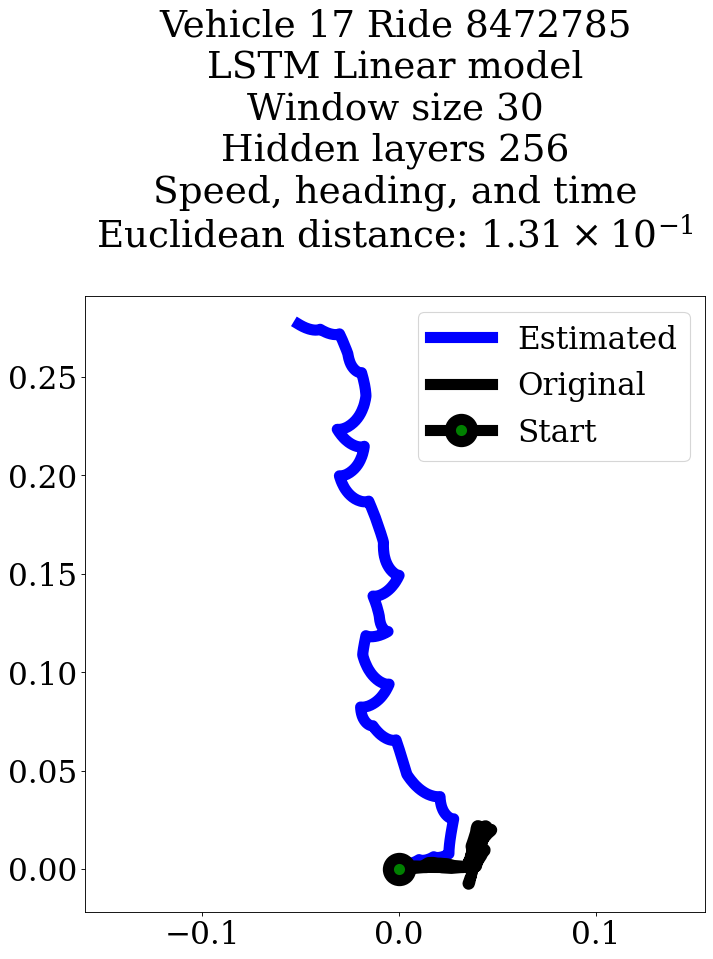 Vehicle 17 Ride 8472785
LSTM Linear model
Window size 30
Hidden layers 256
Speed, heading, and time
Euclidean distance: 1.31 × 10⁻¹
Estimated
Original
Start
0.25
0.20
0.15
0.10
0.05
0.00
−0.1
0.0
0.1